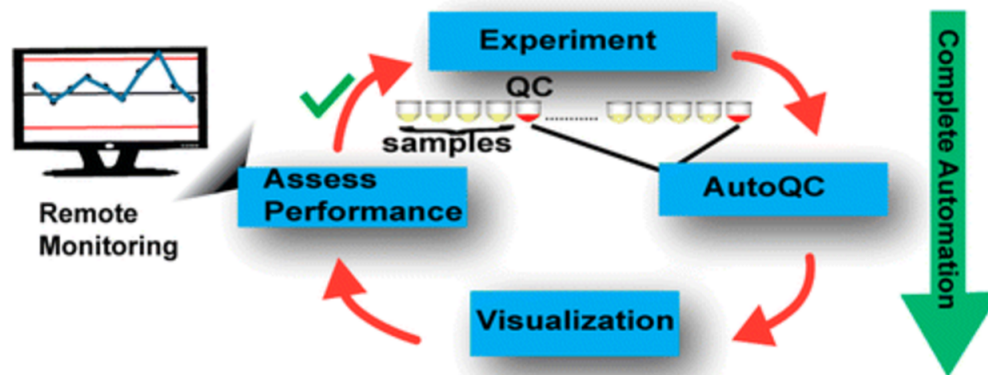 Experiment
QC
samples
Assess
Performance
AutoQC
Remote
Monitoring
Visualization
Complete Automation